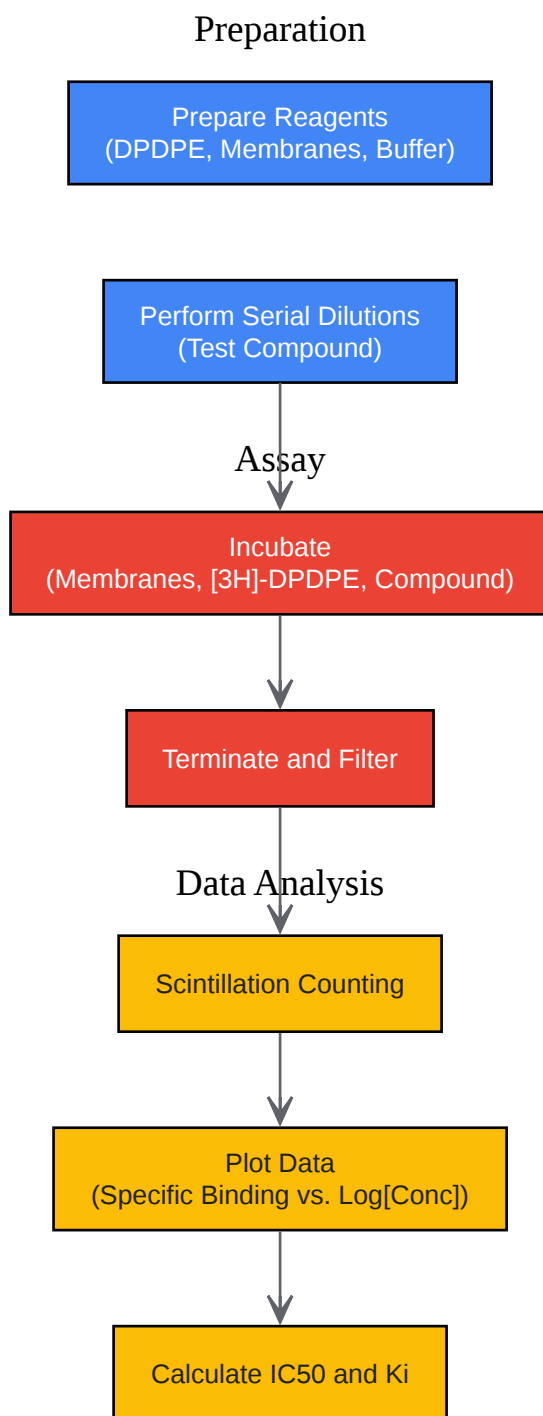 Preparation
Prepare Reagents
(DPDPE, Membranes, Buffer)
Perform Serial Dilutions
(Test Compound)
Assay
Incubate
(Membranes, [3H]-DPDPE, Compound)
Terminate and Filter
Data Analysis
Scintillation Counting
Plot Data
(Specific Binding vs. Log[Conc])
Calculate IC50 and Ki